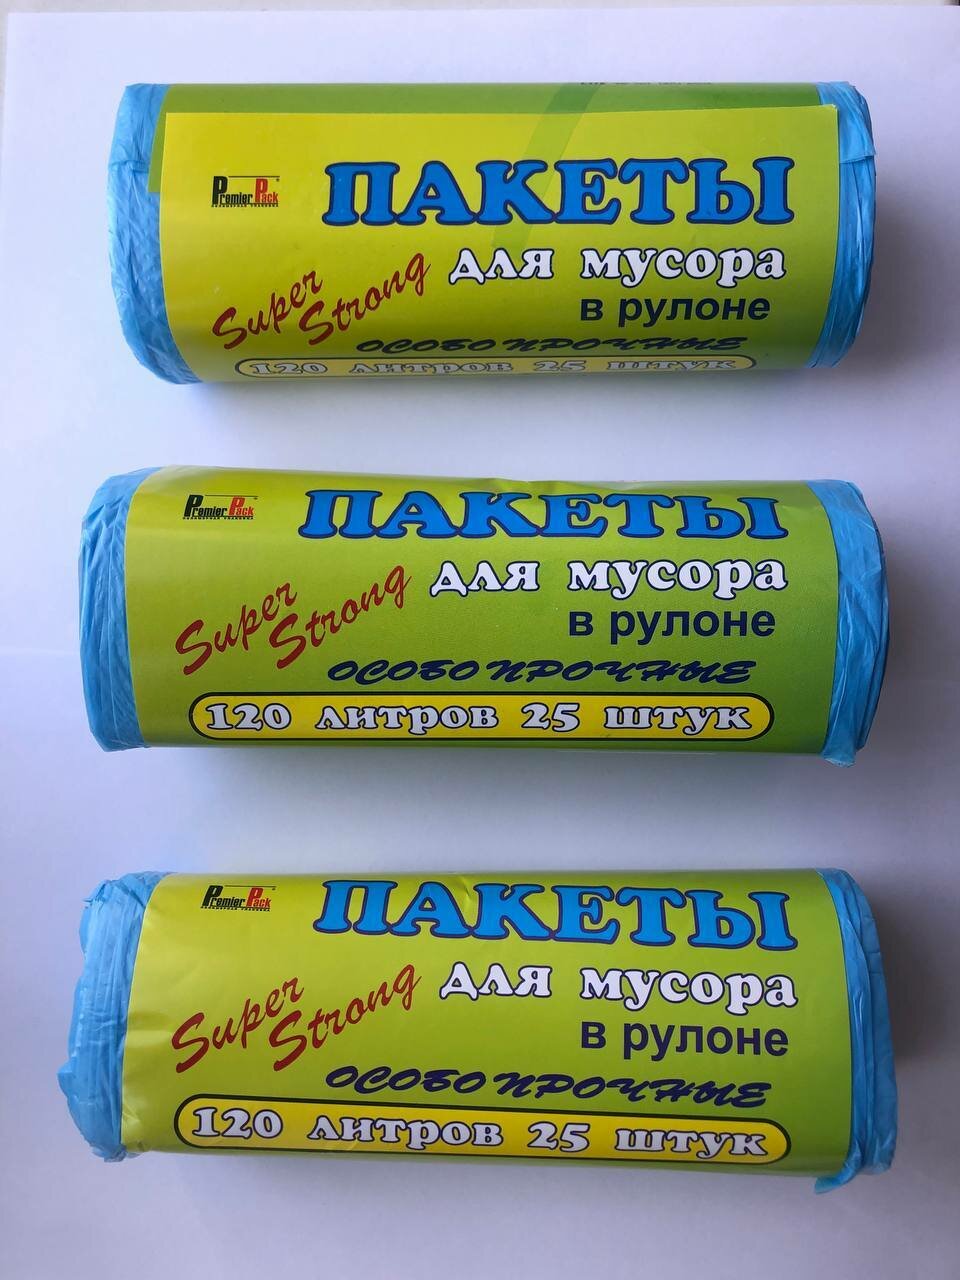 Premier Pack
ПАКЕТЫ
для мусора
в рулоне
Super
Strong
ОСОБО ПРОЧНЫЕ
120 литров 25 штук
Premier Pack
ПАКЕТЫ
для мусора
в рулоне
Super
Strong
ОСОБО ПРОЧНЫЕ
120 литров 25 штук
Premier Pack
ПАКЕТЫ
для мусора
в рулоне
Super
Strong
ОСОБО ПРОЧНЫЕ
120 литров 25 штук